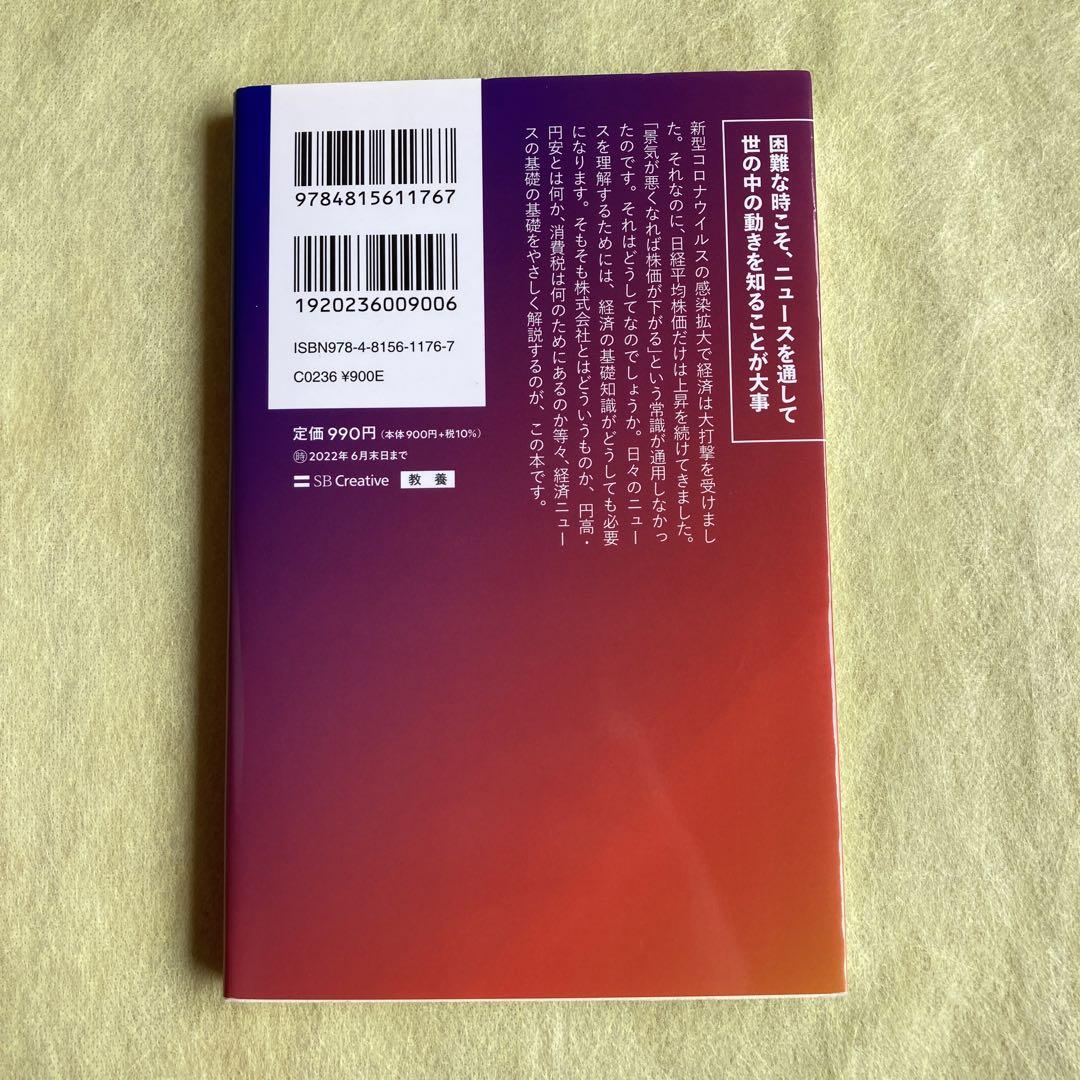 困難な時こそ、ニュースを通して
世の中の動きを知ることが大事
新型コロナウイルスの感染拡大で経済は大打撃を受けまし
た。それなのに、日経平均株価だけは上昇を続けてきました。
「景気が悪くなれば株価が下がる」という常識が通用しなかっ
たのです。それはどうしてなのでしょうか。日々のニュー
スを理解するためには、経済の基礎知識がどうしても必要
になります。そもそも株式会社とはどういうものか、円高・
円安とは何か、消費税は何のためにあるのか等々、経済ニュー
スの基礎の基礎をやさしく解説するのが、この本です。
9784815611767
1920236009006
ISBN978-4-8156-1176-7
C0236 ¥900E
定価 990円（本体900円+税10%）
時 2022年 6月末日まで
SB Creative 教養